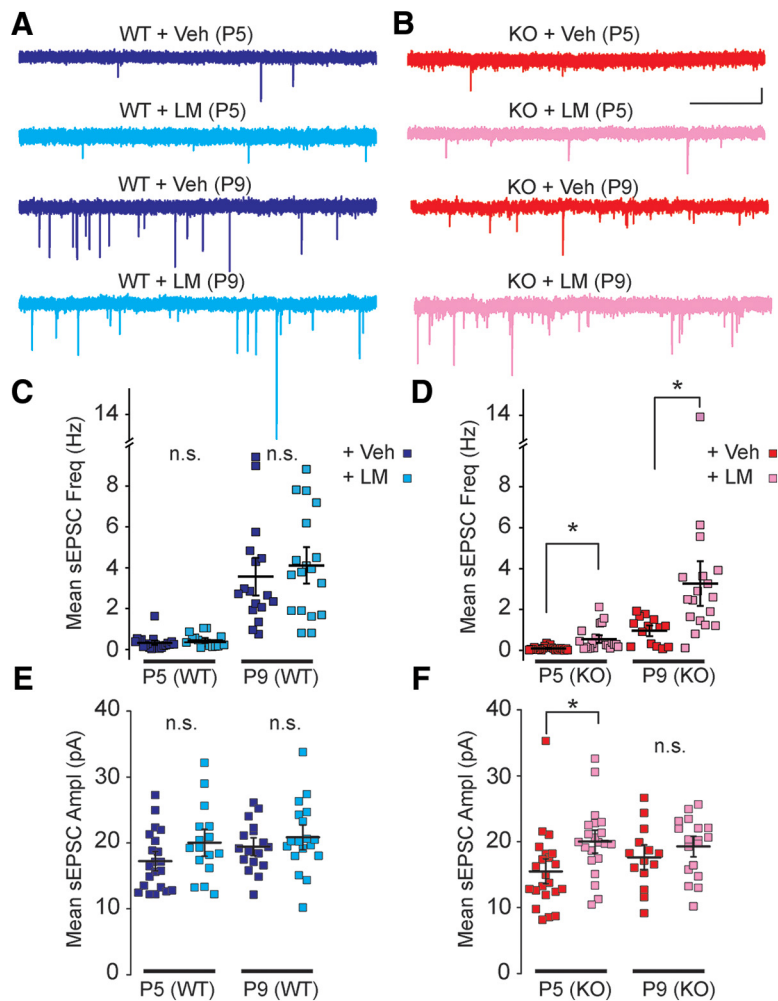 A
WT + Veh (P5)
WT + LM (P5)
WT + Veh (P9)
WT + LM (P9)
B
KO + Veh (P5)
KO + LM (P5)
KO + Veh (P9)
KO + LM (P9)
C
Mean sEPSC Freq (Hz)
14
8
6
4
2
0
n.s.
n.s.
+ Veh
+ LM
P5 (WT)
P9 (WT)
D
Mean sEPSC Freq (Hz)
14
8
6
4
2
0
*
*
+ Veh
+ LM
P5 (KO)
P9 (KO)
E
Mean sEPSC Ampl (pA)
40
30
20
10
0
n.s.
n.s.
P5 (WT)
P9 (WT)
F
Mean sEPSC Ampl (pA)
40
30
20
10
0
*
n.s.
P5 (KO)
P9 (KO)